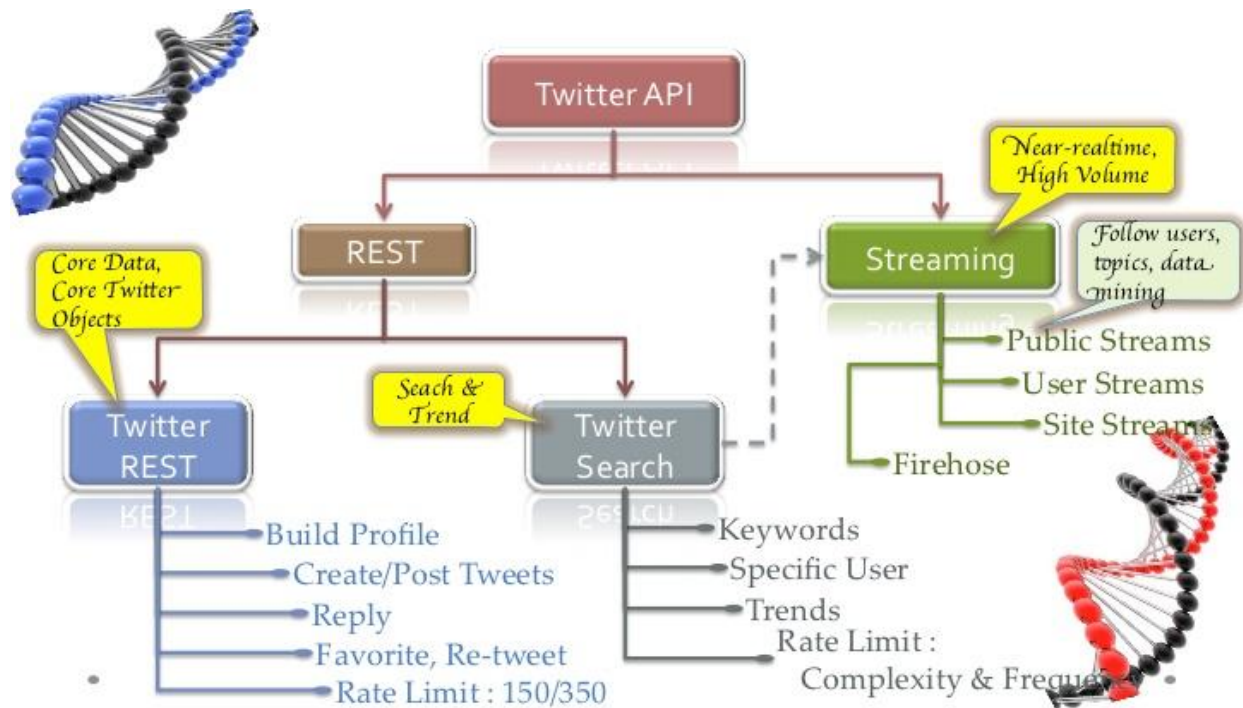 Twitter API
Near-realtime,
High Volume
REST
Streaming
Follow users,
topics, data
mining
Core Data,
Core Twitter
Objects
Public Streams
User Streams
Site Streams
Firehose
Seach &
Trend
Twitter
REST
Twitter
Search
Build Profile
Create/Post Tweets
Reply
Favorite, Re-tweet
Rate Limit : 150/350
Keywords
Specific User
Trends
Rate Limit :
Complexity &